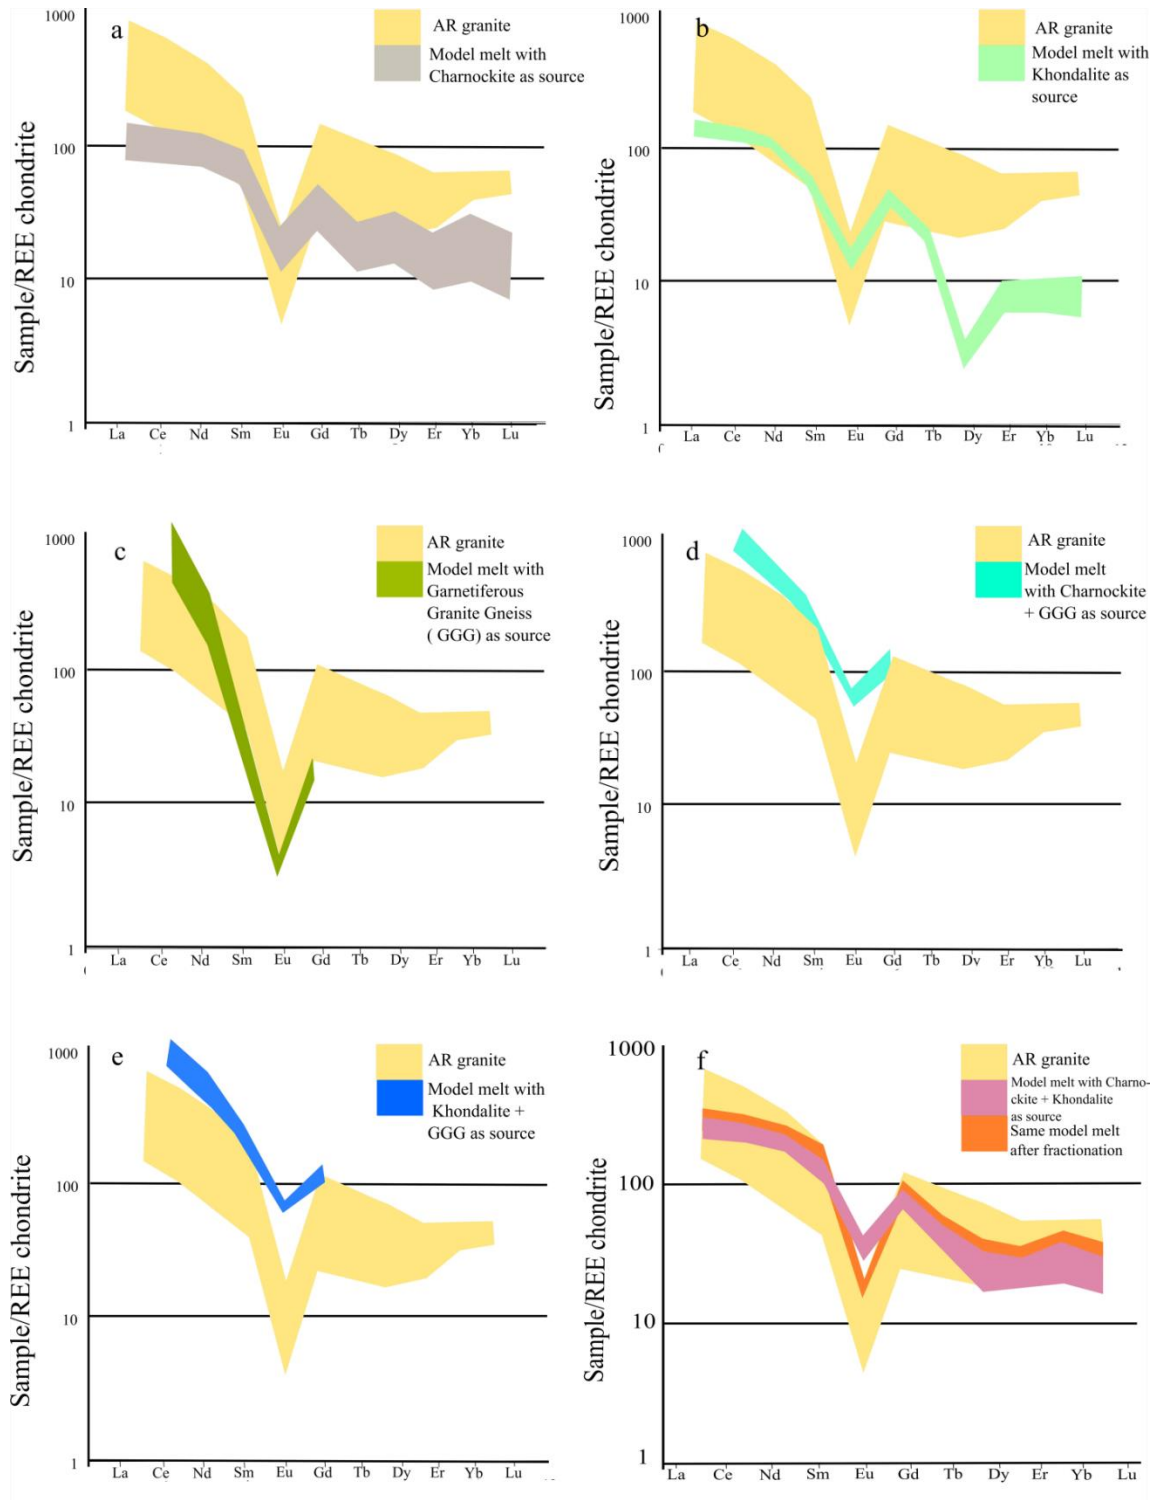 a
AR granite
Model melt with
Charnockite as source
Sample/REE chondrite
1000
100
10
1
La Ce Nd Sm Eu Gd Tb Dy Er Yb Lu
b
AR granite
Model melt with
Khondalite as
source
Sample/REE chondrite
1000
100
10
1
La Ce Nd Sm Eu Gd Tb Dy Er Yb Lu
c
AR granite
Model melt with
Garnetiferous
Granite Gneiss
( GGG) as source
Sample/REE chondrite
1000
100
10
1
La Ce Nd Sm Eu Gd Tb Dy Er Yb Lu
d
AR granite
Model melt
with Charnockite
+ GGG as source
Sample/REE chondrite
1000
100
10
1
La Ce Nd Sm Eu Gd Tb Dy Er Yb Lu
e
AR granite
Model melt with
Khondalite +
GGG as source
Sample/REE chondrite
1000
100
10
1
La Ce Nd Sm Eu Gd Tb Dy Er Yb Lu
f
AR granite
Model melt with Charno-
ckite + Khondalite
as source
Same model melt
after fractionation
Sample/REE chondrite
1000
100
10
1
La Ce Nd Sm Eu Gd Tb Dy Er Yb Lu